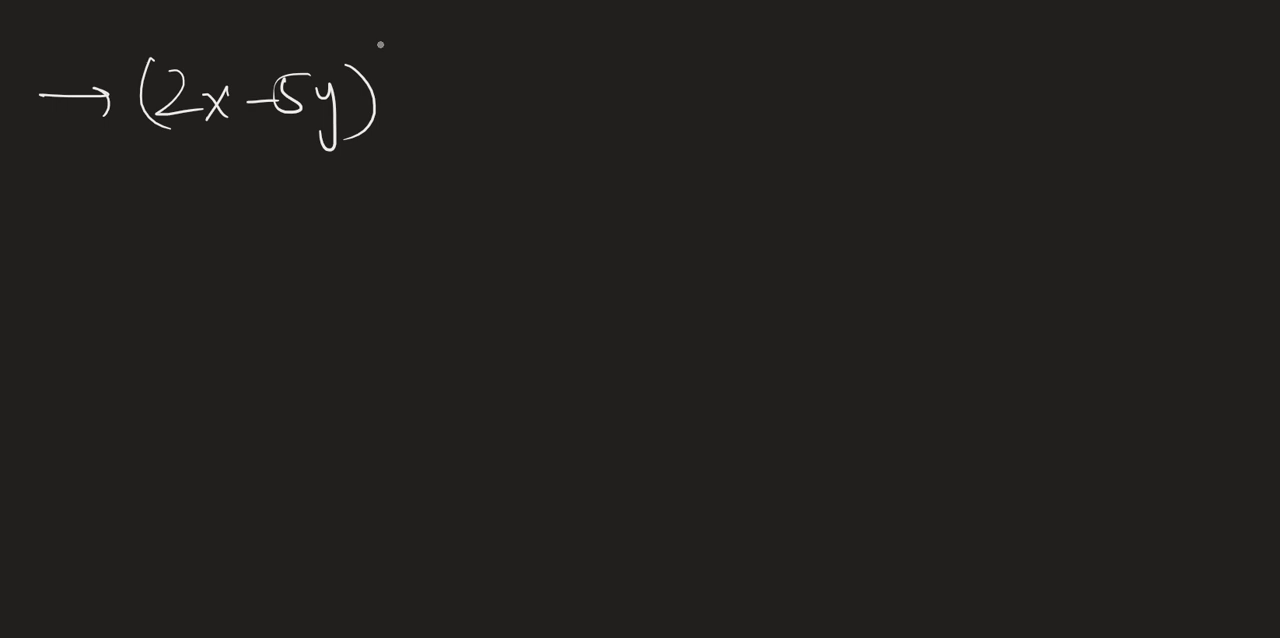 → (2x - 5y)